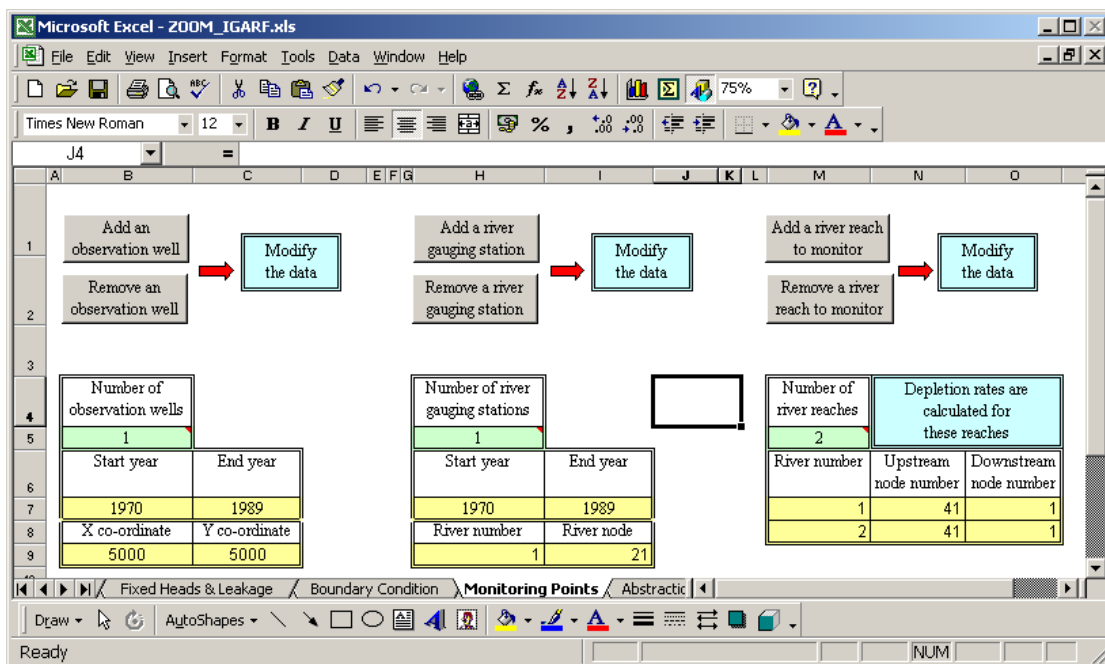 Microsoft Excel - ZOOM_IGARF.xls
File Edit View Insert Format Tools Data Window Help
75%
Times New Roman 12 B I U
J4 =
A B C D E F G H I J K L M N O
1
Add an
observation well
Modify
the data
Add a river
gauging station
Modify
the data
Add a river reach
to monitor
Modify
the data
2
Remove an
observation well
Remove a river
gauging station
Remove a river
reach to monitor
3
4
Number of
observation wells
Number of river
gauging stations
Number of
river reaches
Depletion rates are
calculated for
these reaches
5 1 1 2
6
Start year End year
Start year End year
River number
Upstream
node number
Downstream
node number
7 1970 1989 1970 1989 1 41 1
8 X co-ordinate Y co-ordinate River number River node 2 41 1
9 5000 5000 1 21
Fixed Heads & Leakage Boundary Condition Monitoring Points Abstractic
Draw AutoShapes
Ready NUM